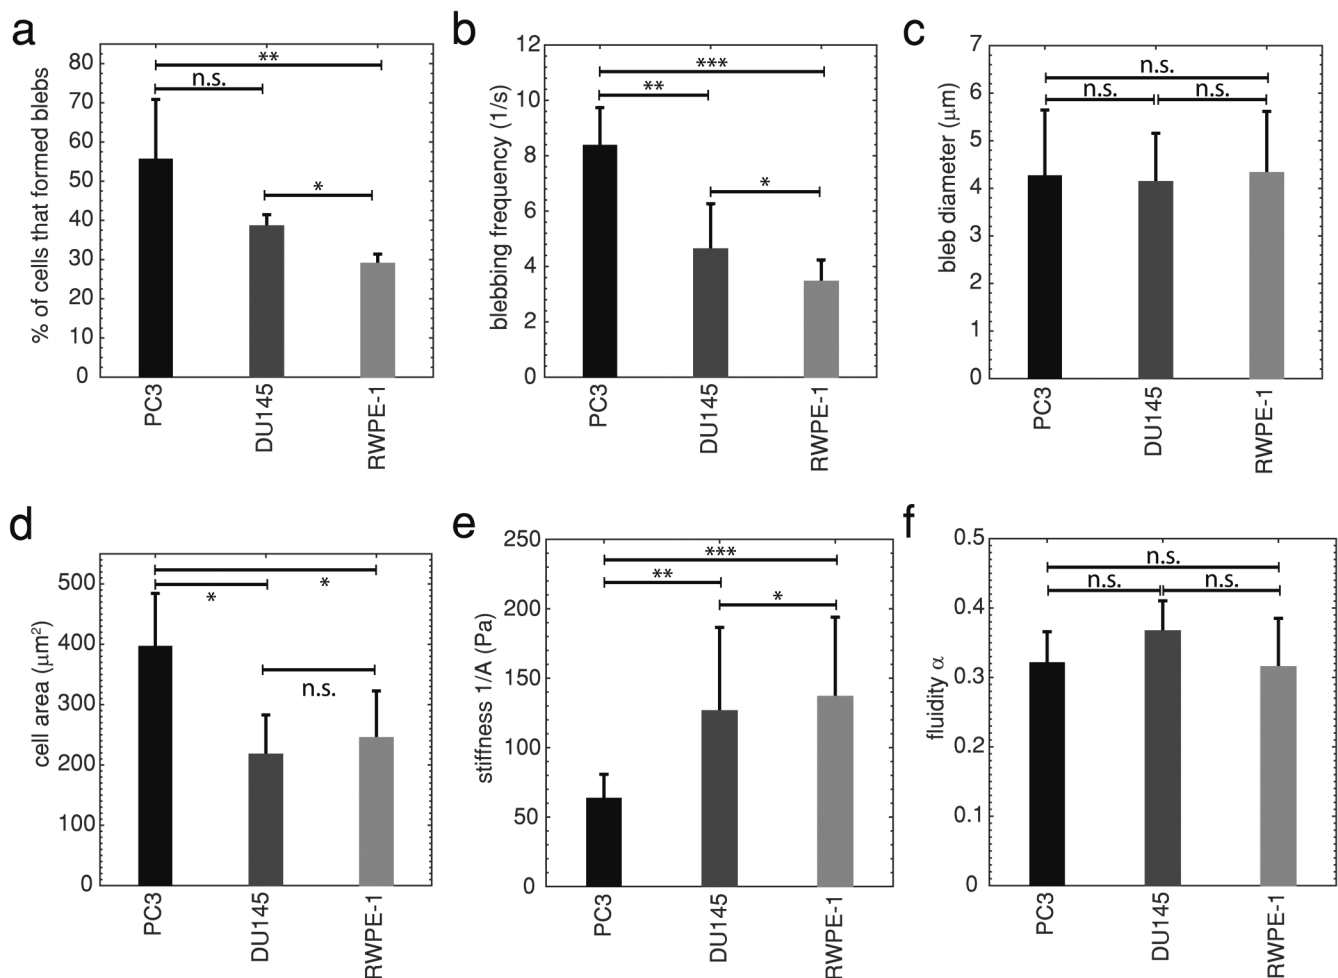 a
% of cells that formed blebs
80
70
60
50
40
30
20
10
0
**
n.s.
*
PC3
DU145
RWPE-1
b
blebbing frequency (1/s)
12
10
8
6
4
2
0
***
**
*
PC3
DU145
RWPE-1
c
bleb diameter (μm)
7
6
5
4
3
2
1
0
n.s.
n.s. n.s.
PC3
DU145
RWPE-1
d
cell area (μm²)
500
400
300
200
100
0
*
*
n.s.
PC3
DU145
RWPE-1
e
stiffness 1/A (Pa)
250
200
150
100
50
0
***
**
*
PC3
DU145
RWPE-1
f
fluidity α
0.5
0.4
0.3
0.2
0.1
0
n.s.
n.s. n.s.
PC3
DU145
RWPE-1